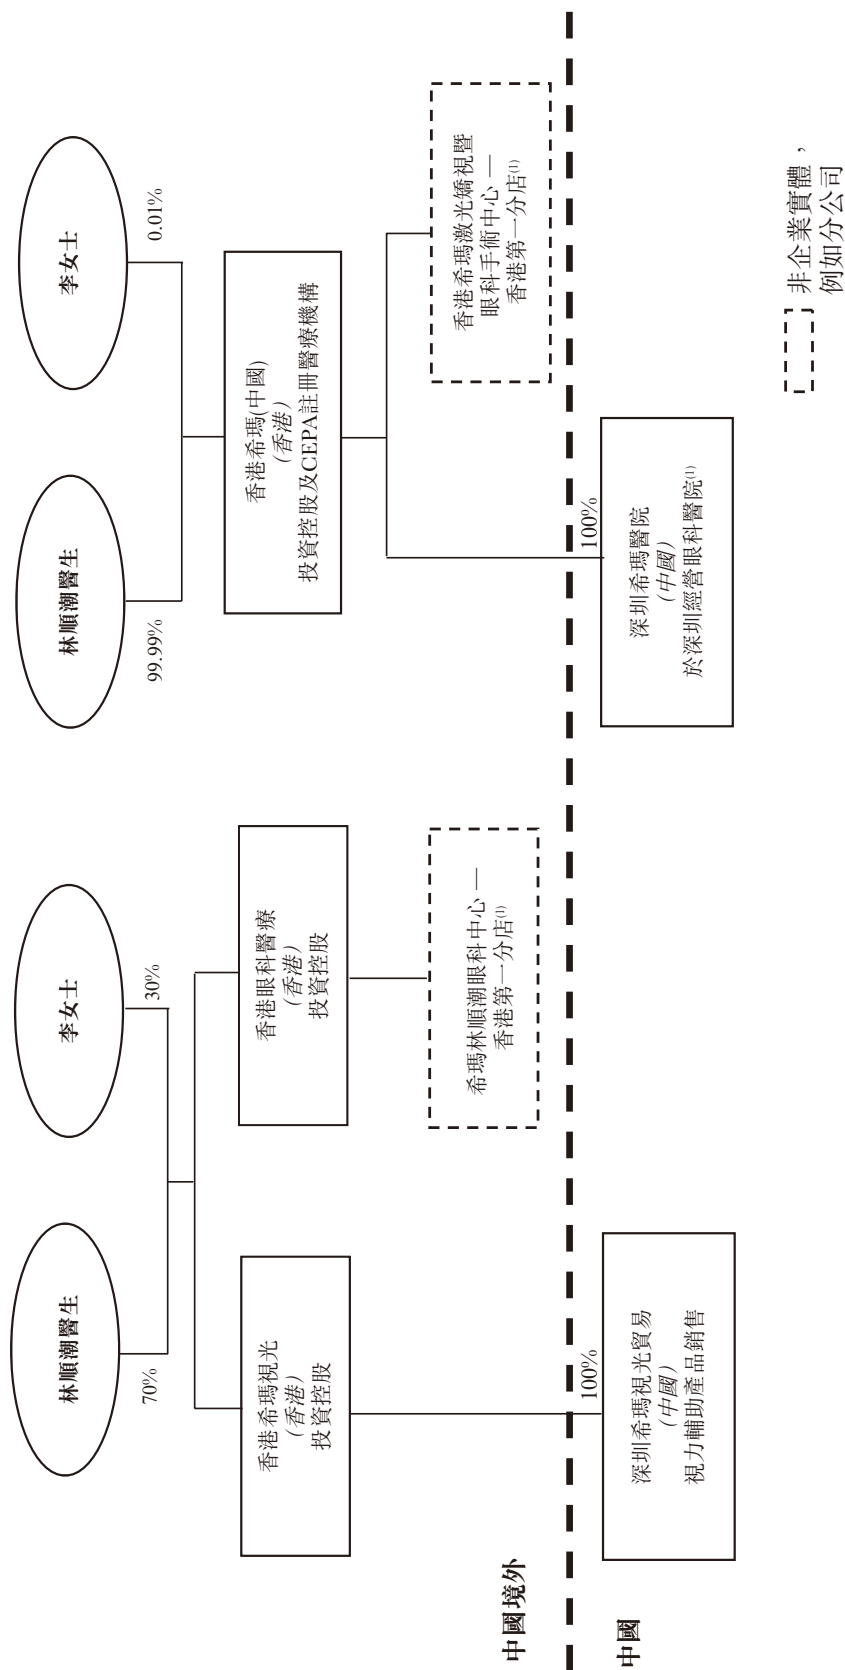 林順潮醫生
李女士
林順潮醫生
李女士
70%
30%
99.99%
0.01%
香港希瑪視光
(香港)
投資控股
香港眼科醫療
(香港)
投資控股
香港希瑪(中國)
(香港)
投資控股及CEPA註冊醫療機構
希瑪林順潮眼科中心 —
香港第一分店(1)
香港希瑪激光矯視暨
眼科手術中心 —
香港第一分店(1)
中國境外
100%
100%
中國
深圳希瑪視光貿易
(中國)
視力輔助產品銷售
深圳希瑪醫院
(中國)
於深圳經營眼科醫院(1)
非企業實體，
例如分公司